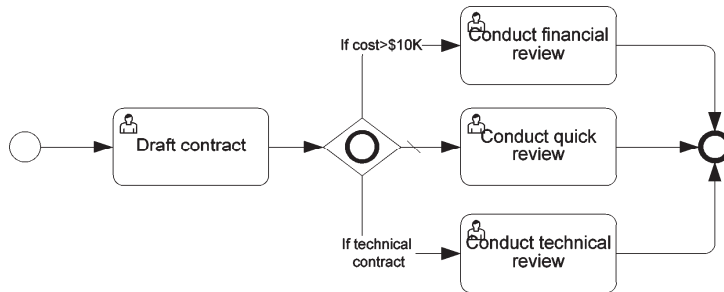 If cost>$10K
Conduct financial
review
Draft contract
Conduct quick
review
If technical
contract
Conduct technical
review